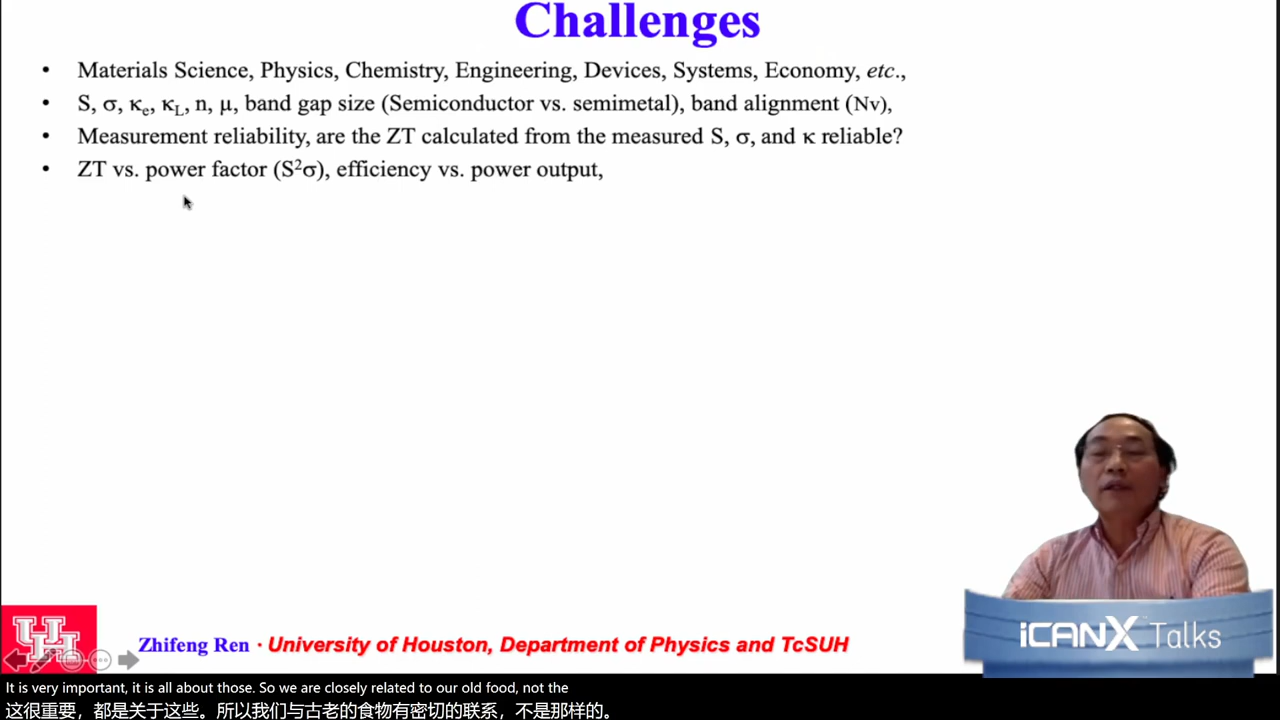 Challenges
• Materials Science, Physics, Chemistry, Engineering, Devices, Systems, Economy, etc.,
• S, σ, κe, κL, n, μ, band gap size (Semiconductor vs. semimetal), band alignment (Nv),
• Measurement reliability, are the ZT calculated from the measured S, σ, and κ reliable?
• ZT vs. power factor (S²σ), efficiency vs. power output,
iCANX Talks
UH
Zhifeng Ren · University of Houston, Department of Physics and TcSUH
It is very important, it is all about those. So we are closely related to our old food, not the
这很重要，都是关于这些。所以我们与古老的食物有密切的联系，不是那样的。